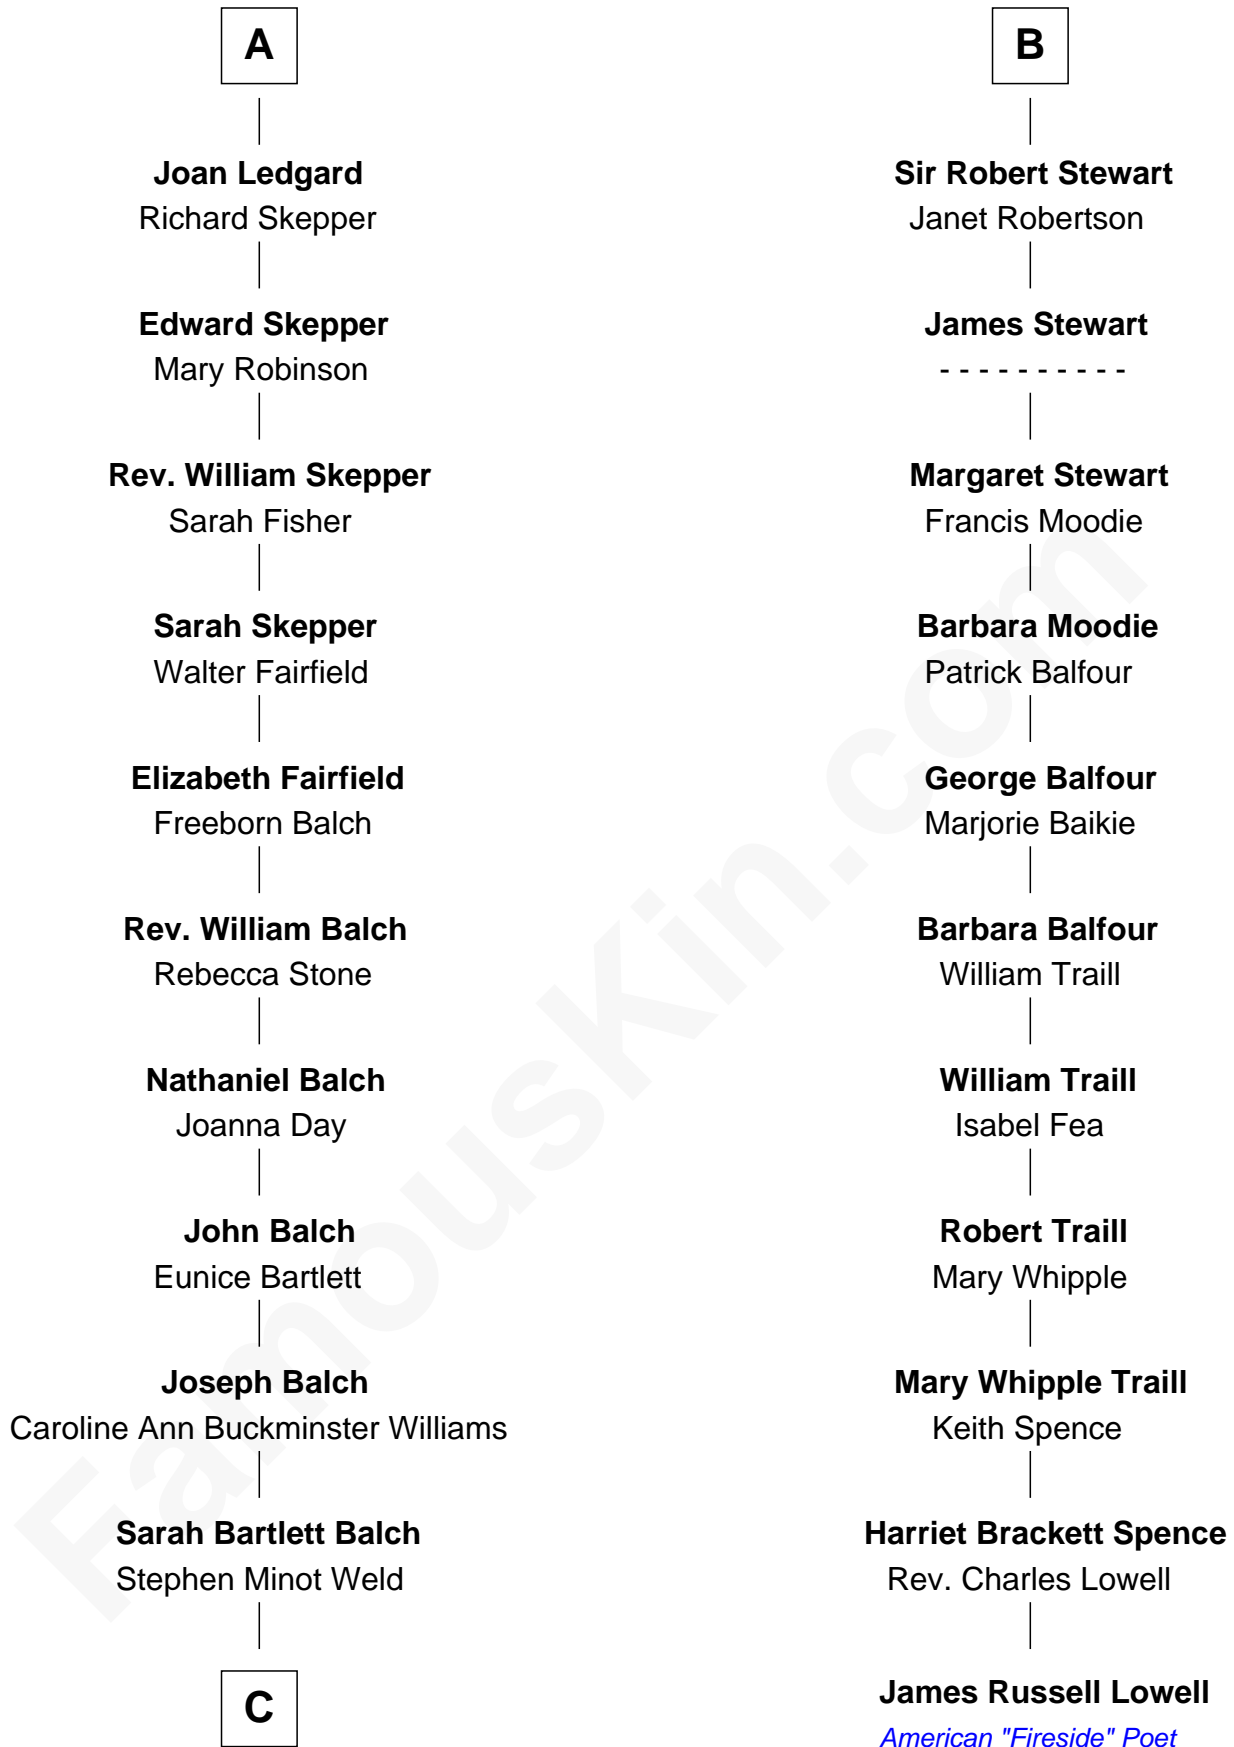 A
Joan Ledgard
Richard Skepper
Edward Skepper
Mary Robinson
Rev. William Skepper
Sarah Fisher
Sarah Skepper
Walter Fairfield
Elizabeth Fairfield
Freeborn Balch
Rev. William Balch
Rebecca Stone
Nathaniel Balch
Joanna Day
John Balch
Eunice Bartlett
Joseph Balch
Caroline Ann Buckminster Williams
Sarah Bartlett Balch
Stephen Minot Weld
C
B
Sir Robert Stewart
Janet Robertson
James Stewart
- - - - - - - - - -
Margaret Stewart
Francis Moodie
Barbara Moodie
Patrick Balfour
George Balfour
Marjorie Baikie
Barbara Balfour
William Traill
William Traill
Isabel Fea
Robert Traill
Mary Whipple
Mary Whipple Traill
Keith Spence
Harriet Brackett Spence
Rev. Charles Lowell
James Russell Lowell
American "Fireside" Poet
FamousKin.com